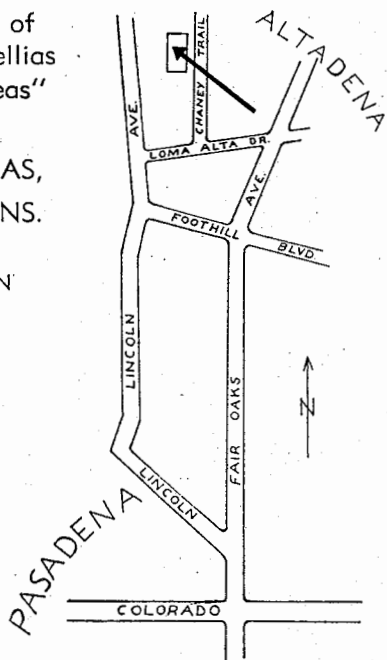 of
ellias
eas"
AS,
NS.
N
ALTADENA
CHANEY TRAIL
AVE.
LOMA ALTA DR.
AVE.
FOOTHILL BLVD
LINCOLN
FAIR OAKS
N
LINCOLN
PASADENA
COLORADO